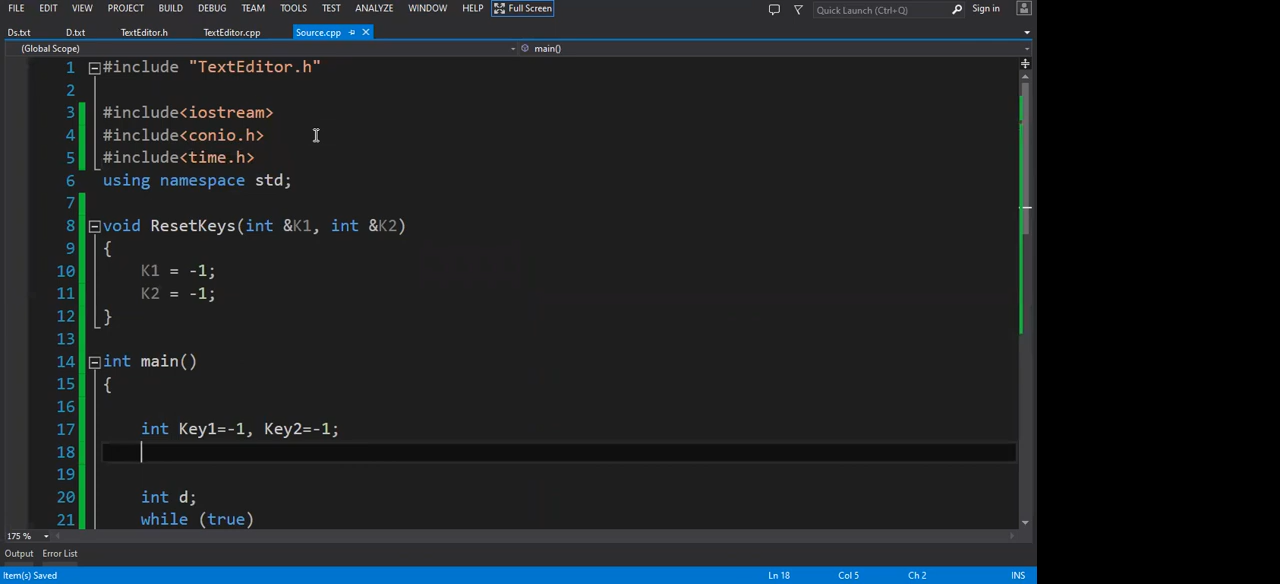 FILE EDIT VIEW PROJECT BUILD DEBUG TEAM TOOLS TEST ANALYZE WINDOW HELP Full Screen Quick Launch (Ctrl+Q) Sign in
Ds.txt D.txt TextEditor.h TextEditor.cpp Source.cpp
(Global Scope) main()
1 #include "TextEditor.h"
2
3 #include<iostream>
4 #include<conio.h>
5 #include<time.h>
6 using namespace std;
7
8 void ResetKeys(int &K1, int &K2)
9 {
10 K1 = -1;
11 K2 = -1;
12 }
13
14 int main()
15 {
16
17 int Key1=-1, Key2=-1;
18
19
20 int d;
21 while (true)
175 %
Output Error List
Item(s) Saved Ln 18 Col 5 Ch 2 INS